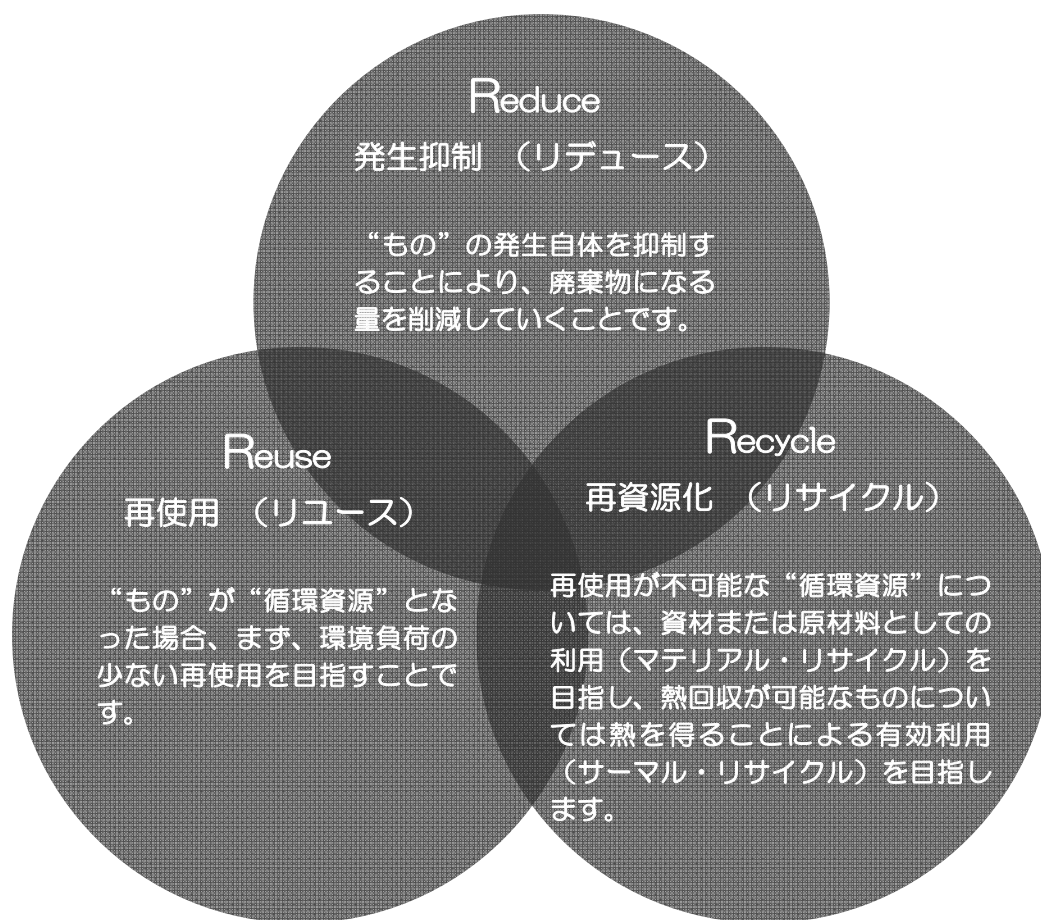 Reduce
発生抑制 （リデュース）
“もの”の発生自体を抑制す
ることにより、廃棄物になる
量を削減していくことです。
Reuse
再使用 （リユース）
“もの”が“循環資源”とな
った場合、まず、環境負荷の
少ない再使用を目指すことで
す。
Recycle
再資源化 （リサイクル）
再使用が不可能な“循環資源”につ
いては、資材または原材料としての
利用（マテリアル・リサイクル）を
目指し、熱回収が可能なものについ
ては熱を得ることによる有効利用
（サーマル・リサイクル）を目指し
ます。